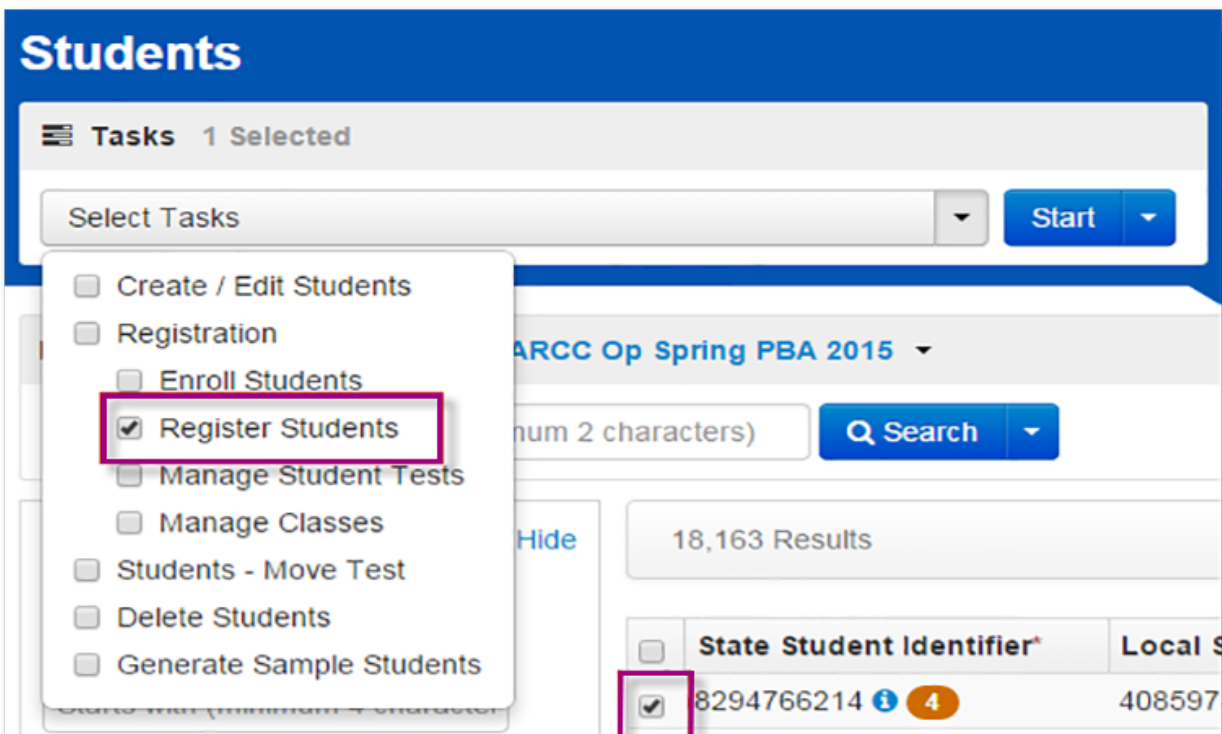 Students
Tasks 1 Selected
Select Tasks
Start
Create / Edit Students
Registration
Enroll Students
Register Students
Manage Student Tests
Manage Classes
Students - Move Test
Delete Students
Generate Sample Students
ARCC Op Spring PBA 2015
num 2 characters)
Search
Hide
18,163 Results
State Student Identifier* Local S
8294766214 i 4 408597